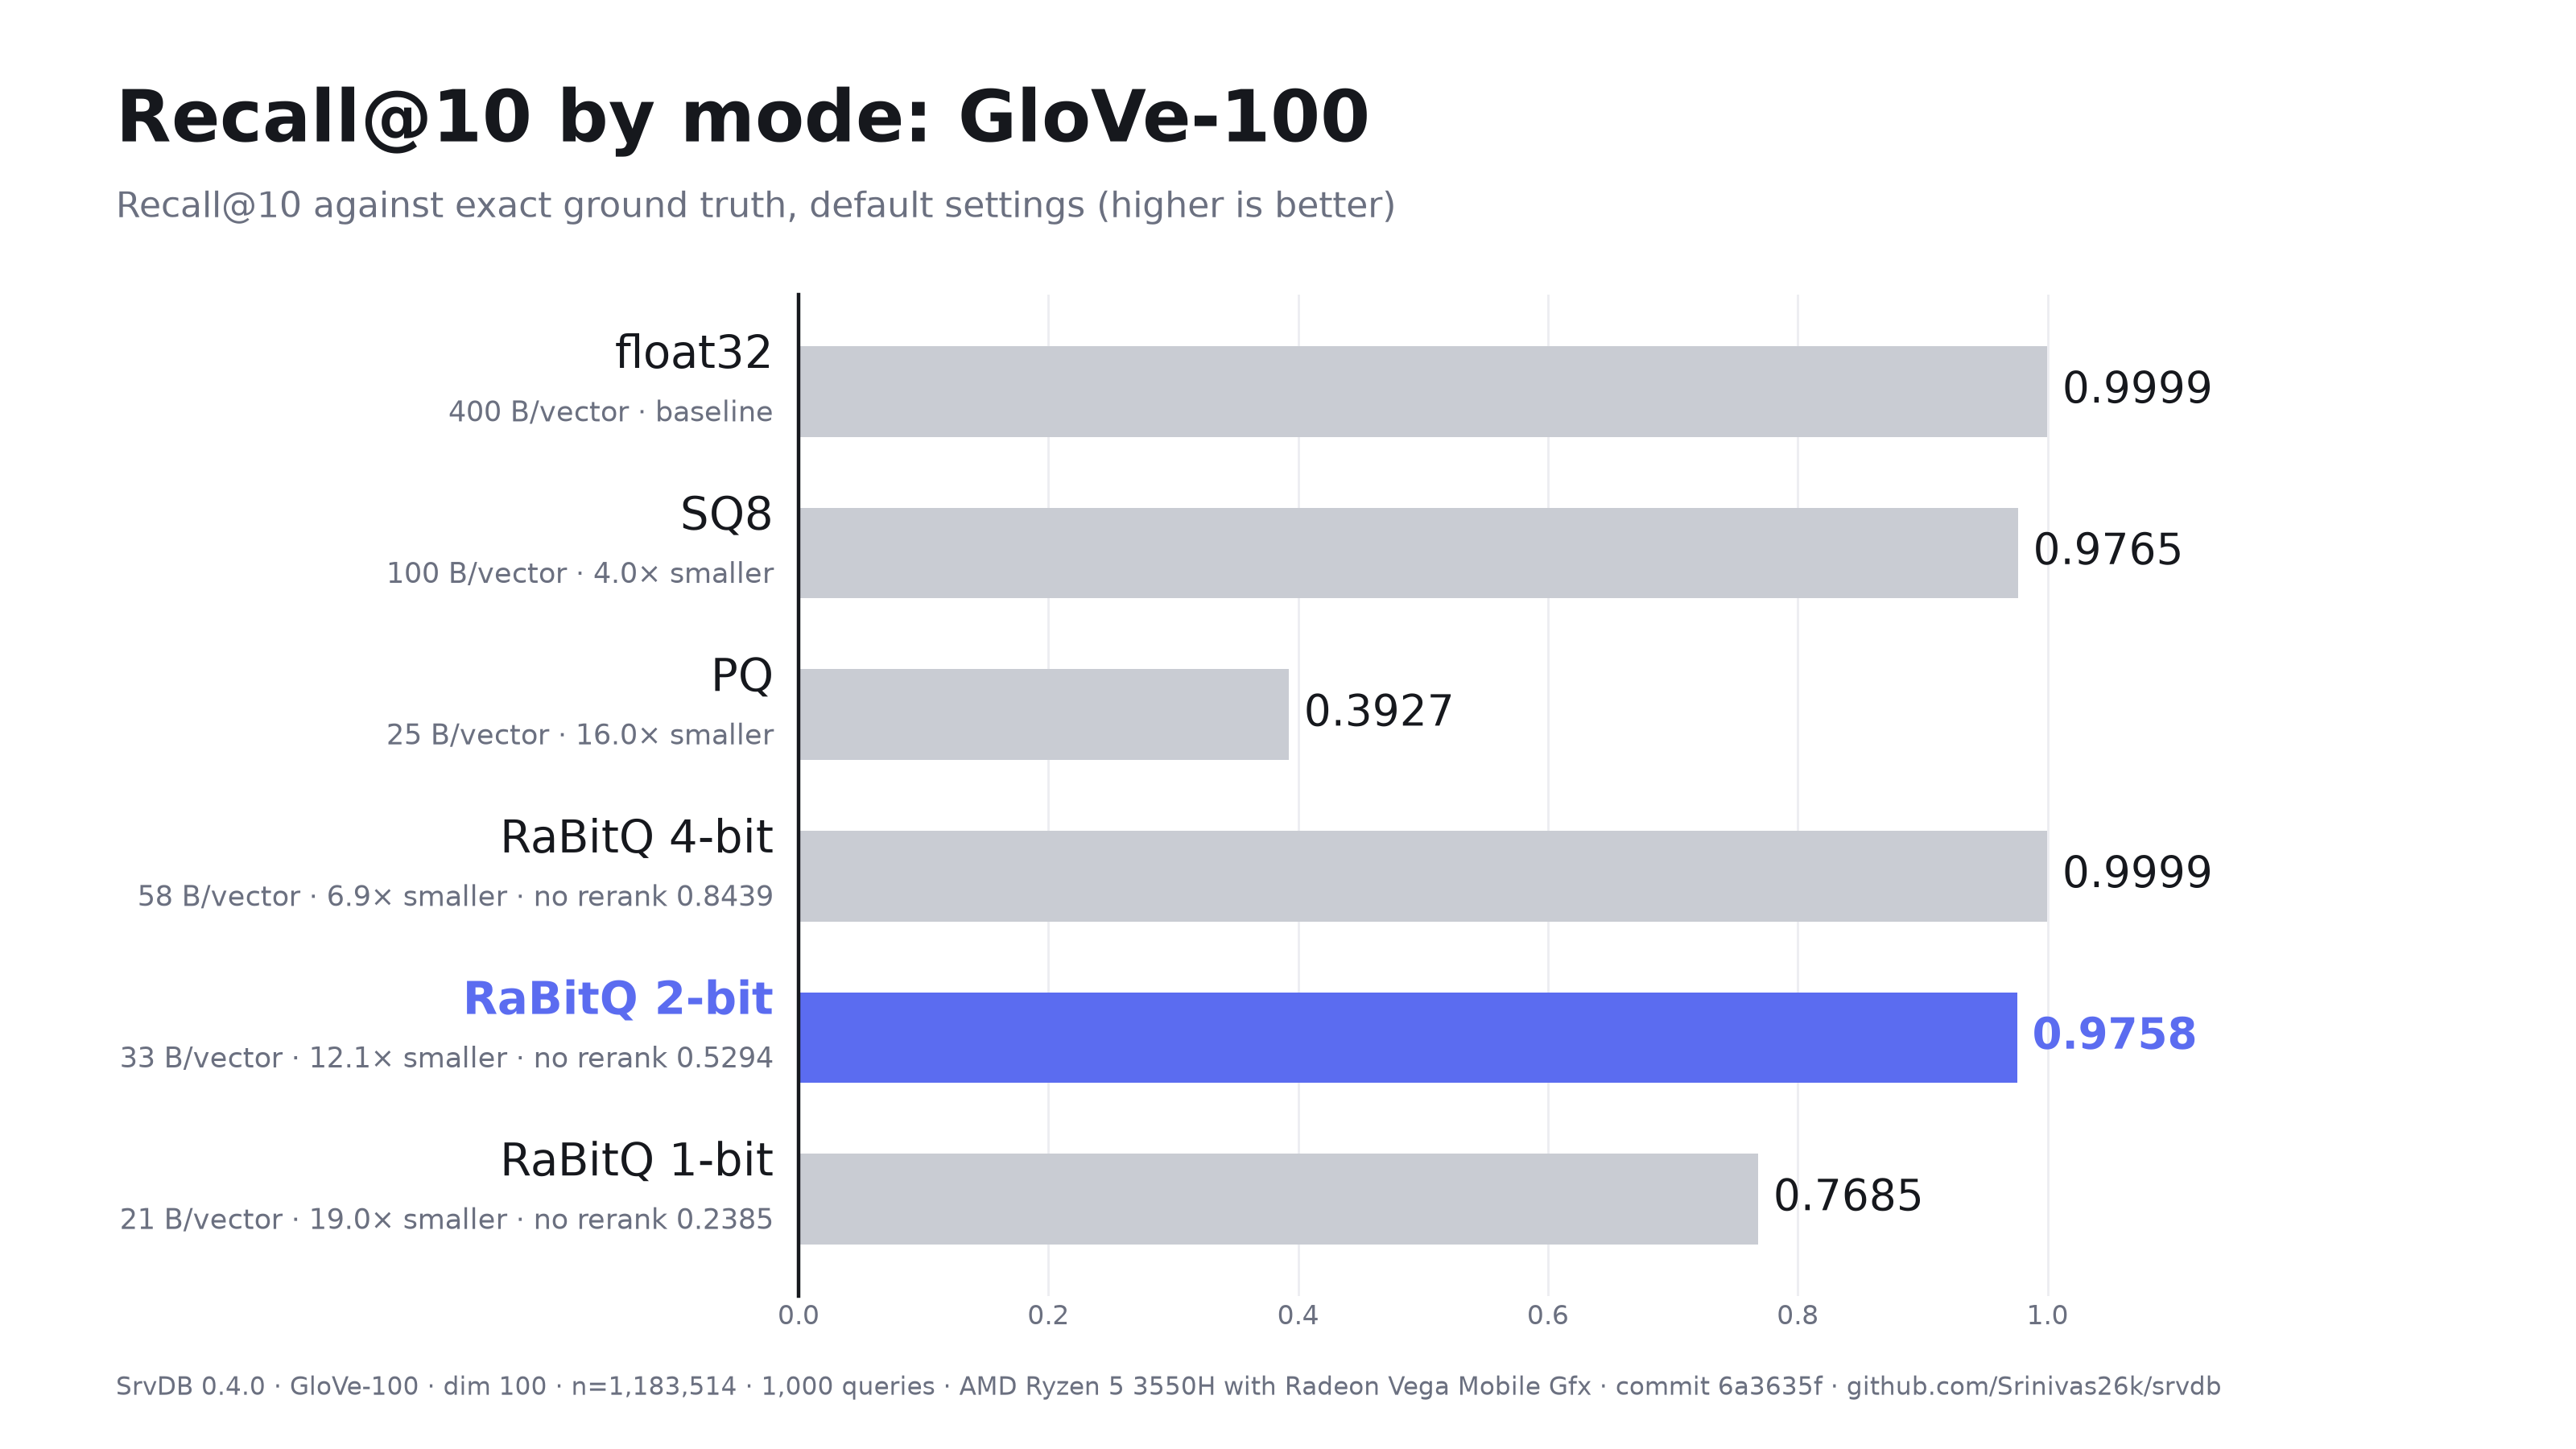 Recall@10 by mode: GloVe-100
Recall@10 against exact ground truth, default settings (higher is better)
float32
400 B/vector · baseline
0.9999
SQ8
100 B/vector · 4.0× smaller
0.9765
PQ
25 B/vector · 16.0× smaller
0.3927
RaBitQ 4-bit
58 B/vector · 6.9× smaller · no rerank 0.8439
0.9999
RaBitQ 2-bit
33 B/vector · 12.1× smaller · no rerank 0.5294
0.9758
RaBitQ 1-bit
21 B/vector · 19.0× smaller · no rerank 0.2385
0.7685
0.0 0.2 0.4 0.6 0.8 1.0
SrvDB 0.4.0 · GloVe-100 · dim 100 · n=1,183,514 · 1,000 queries · AMD Ryzen 5 3550H with Radeon Vega Mobile Gfx · commit 6a3635f · github.com/Srinivas26k/srvdb